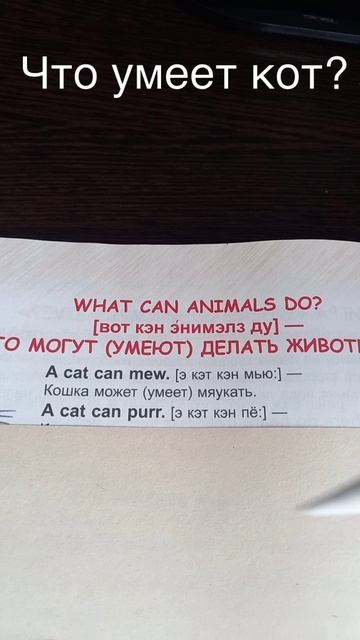 Что умеет кот?
WHAT CAN ANIMALS DO?
[вот кэн э́нимэлз ду] —
ТО МОГУТ (УМЕЮТ) ДЕЛАТЬ ЖИВОТ
A cat can mew. [э кэт кэн мью:] —
Кошка может (умеет) мяукать.
A cat can purr. [э кэт кэн пё:] —